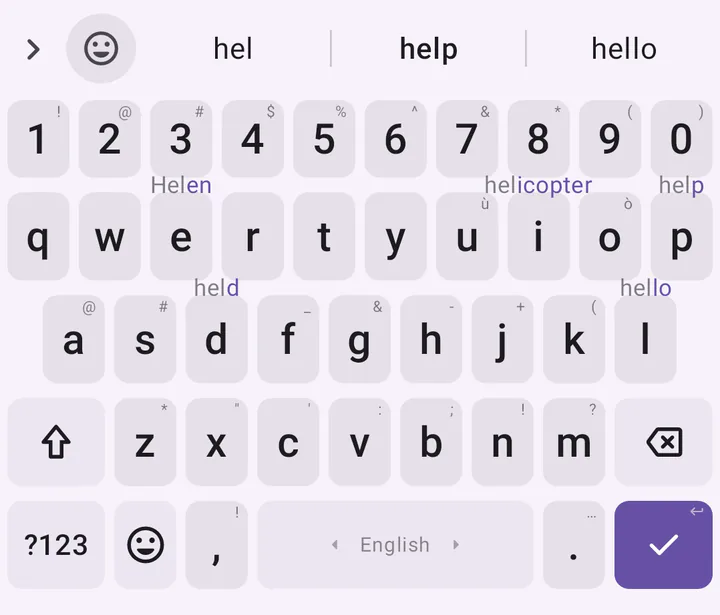 hel help hello
! @ # $ % ^ & * ( )
1 2 3 4 5 6 7 8 9 0
Helen helicopter help
ù ò
q w e r t y u i o p
held hello
@ # _ & - + (
a s d f g h j k l
* " ' : ; ! ?
z x c v b n m
! …
?123 , English .